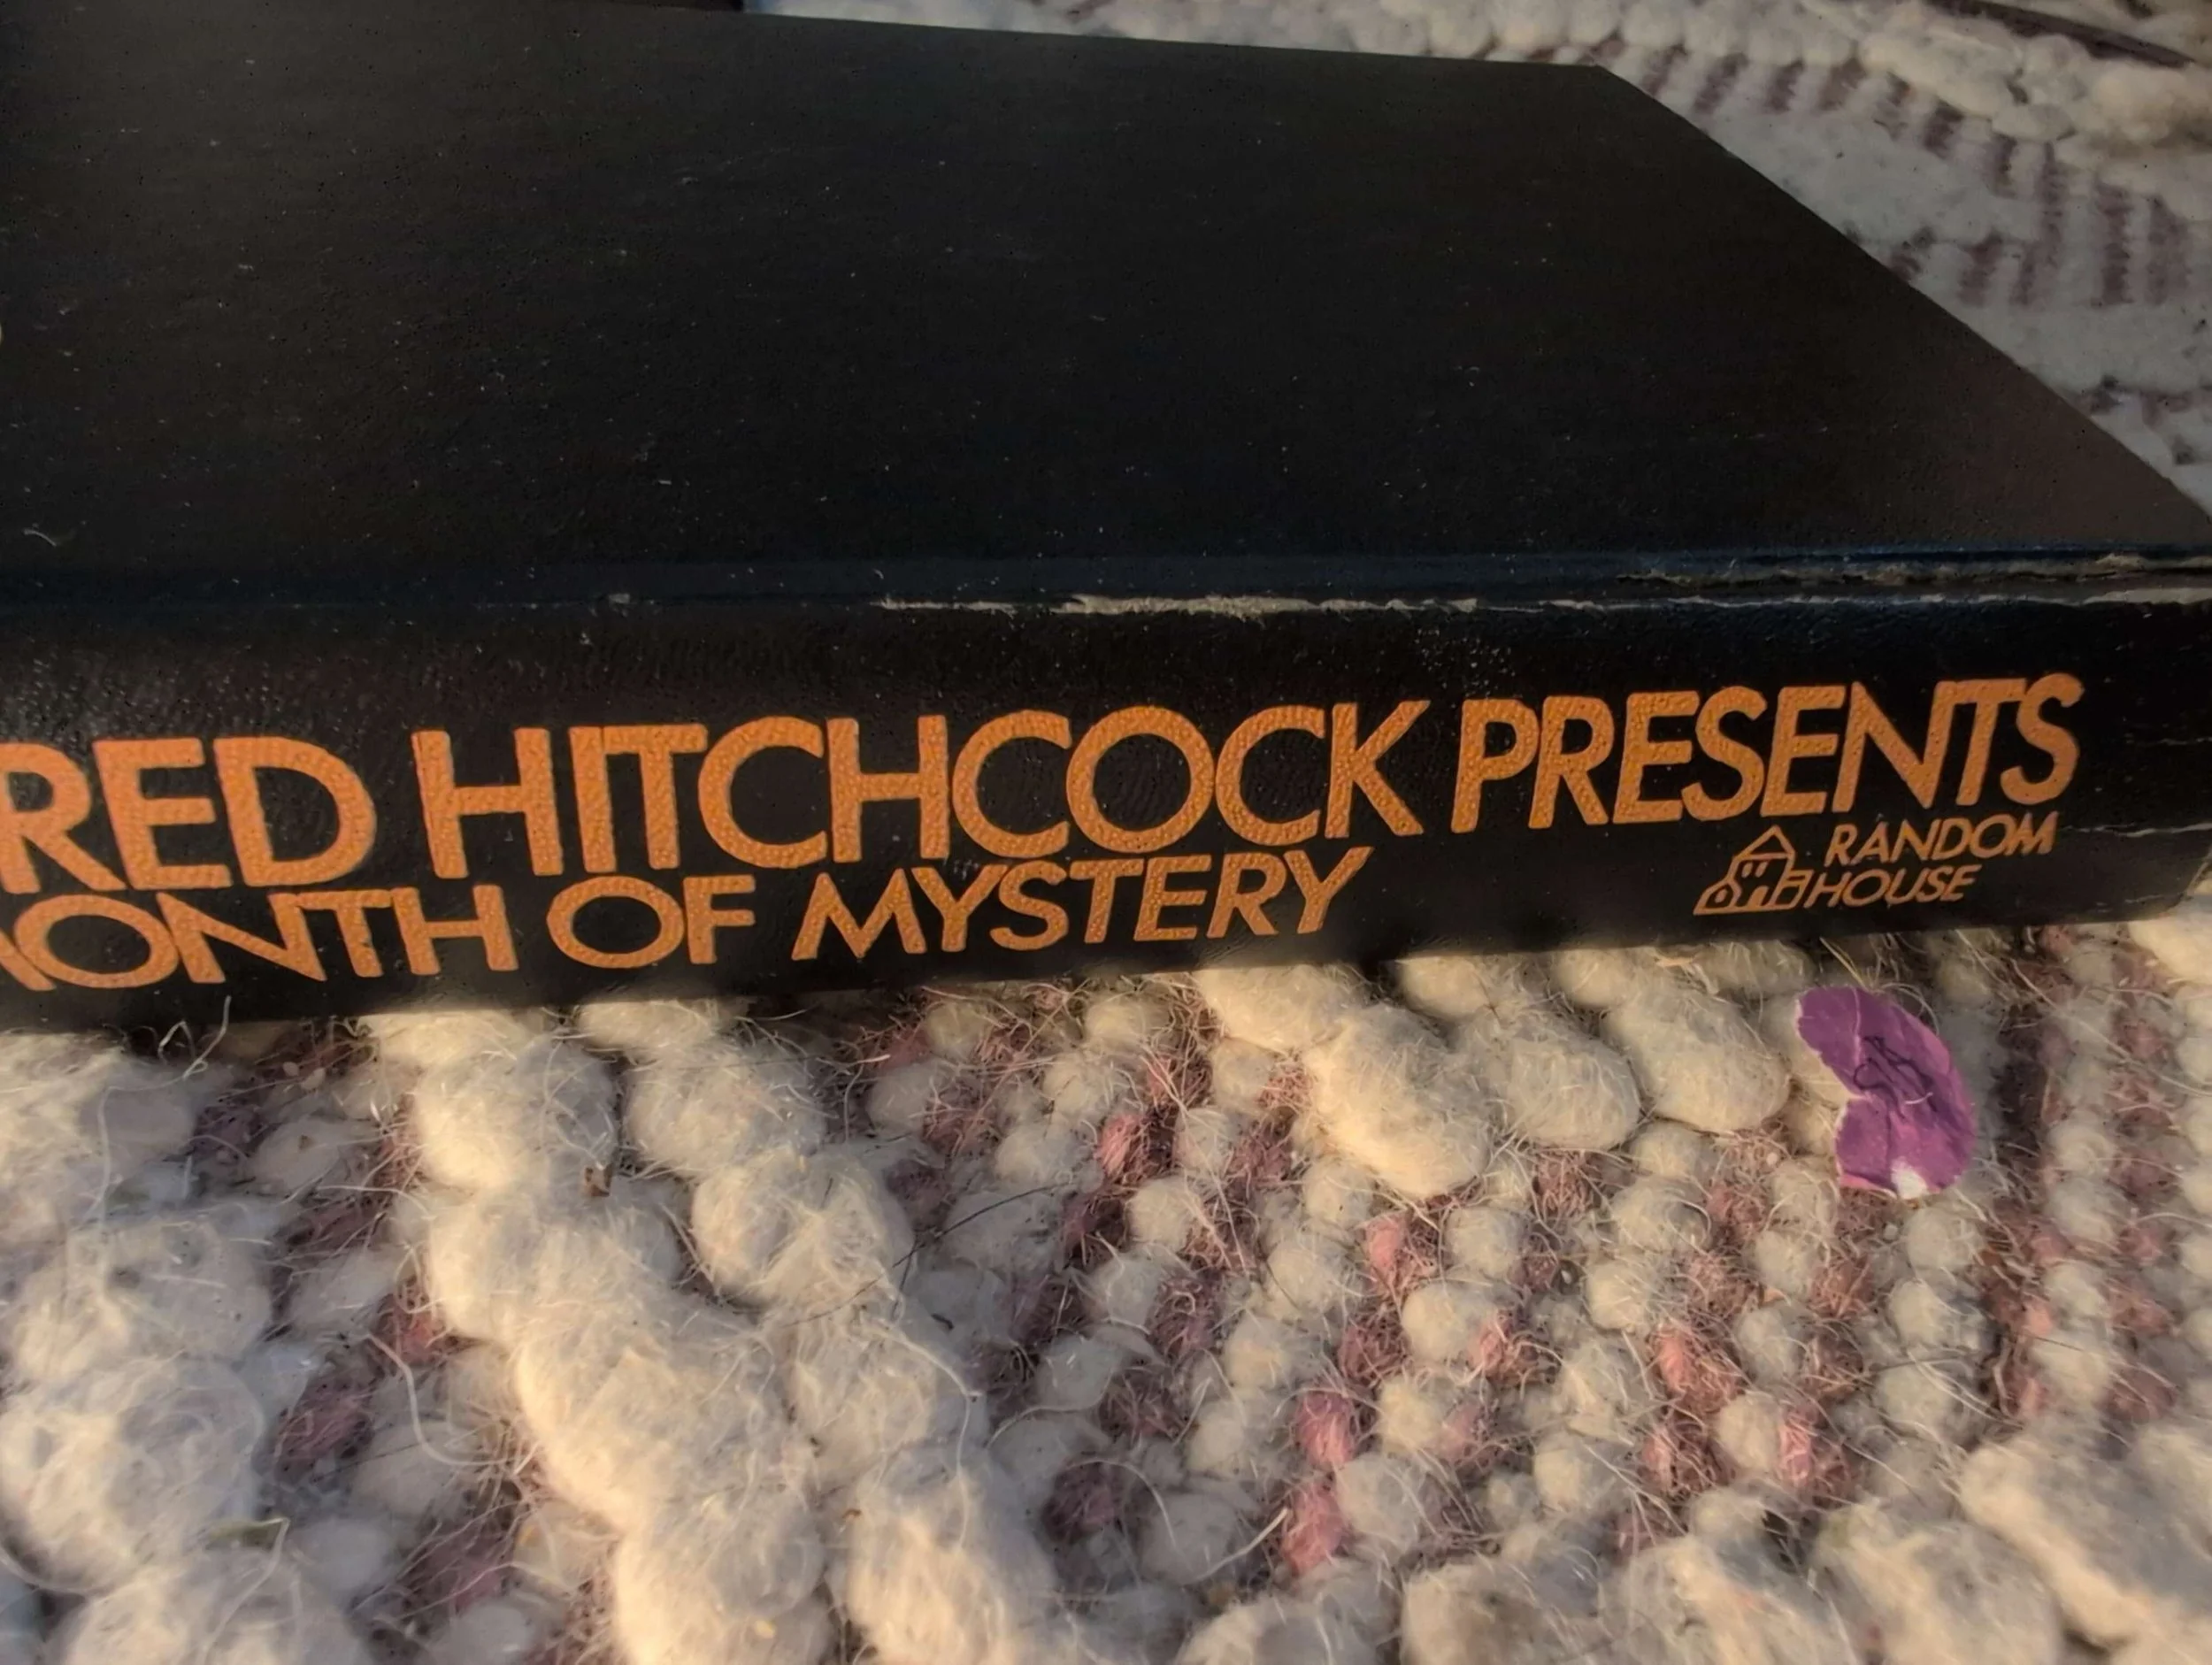 RED HITCHCOCK PRESENTS
ONTH OF MYSTERY
RANDOM
HOUSE